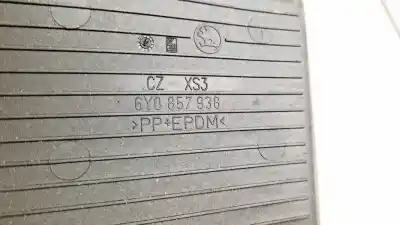 CZ - XS3
6Y0 857 936
>PP+EPDM<